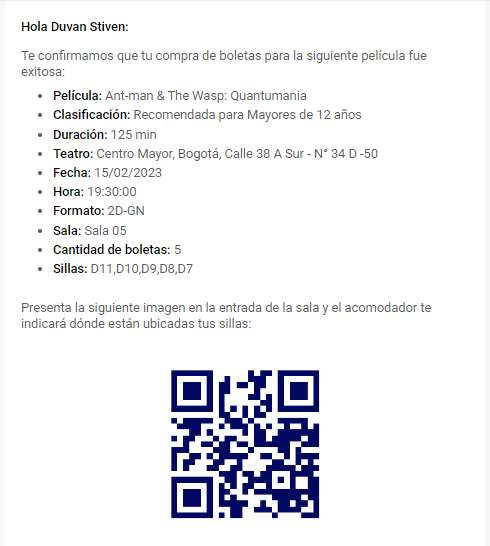 Hola Duvan Stiven:
Te confirmamos que tu compra de boletas para la siguiente película fue
exitosa:
Película: Ant-man & The Wasp: Quantumania
Clasificación: Recomendada para Mayores de 12 años
Duración: 125 min
Teatro: Centro Mayor, Bogotá, Calle 38 A Sur - N° 34 D -50
Fecha: 15/02/2023
Hora: 19:30:00
Formato: 2D-GN
Sala: Sala 05
Cantidad de boletas: 5
Sillas: D11,D10,D9,D8,D7
Presenta la siguiente imagen en la entrada de la sala y el acomodador te
indicará dónde están ubicadas tus sillas: